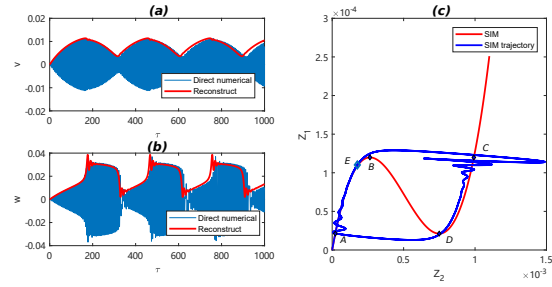 (a)
0.02
0.01
0
-0.01
-0.02
v
0 200 400 600 800 1000
τ
Direct numerical
Reconstruct
(b)
0.04
0.02
0
-0.02
-0.04
w
0 200 400 600 800 1000
τ
Direct numerical
Reconstruct
(c)
×10⁻⁴
3
2.5
2
1.5
1
0.5
0
Z₁
SIM
SIM trajectory
E
B
C
A
D
0 0.5 1 1.5
Z₂
×10⁻³